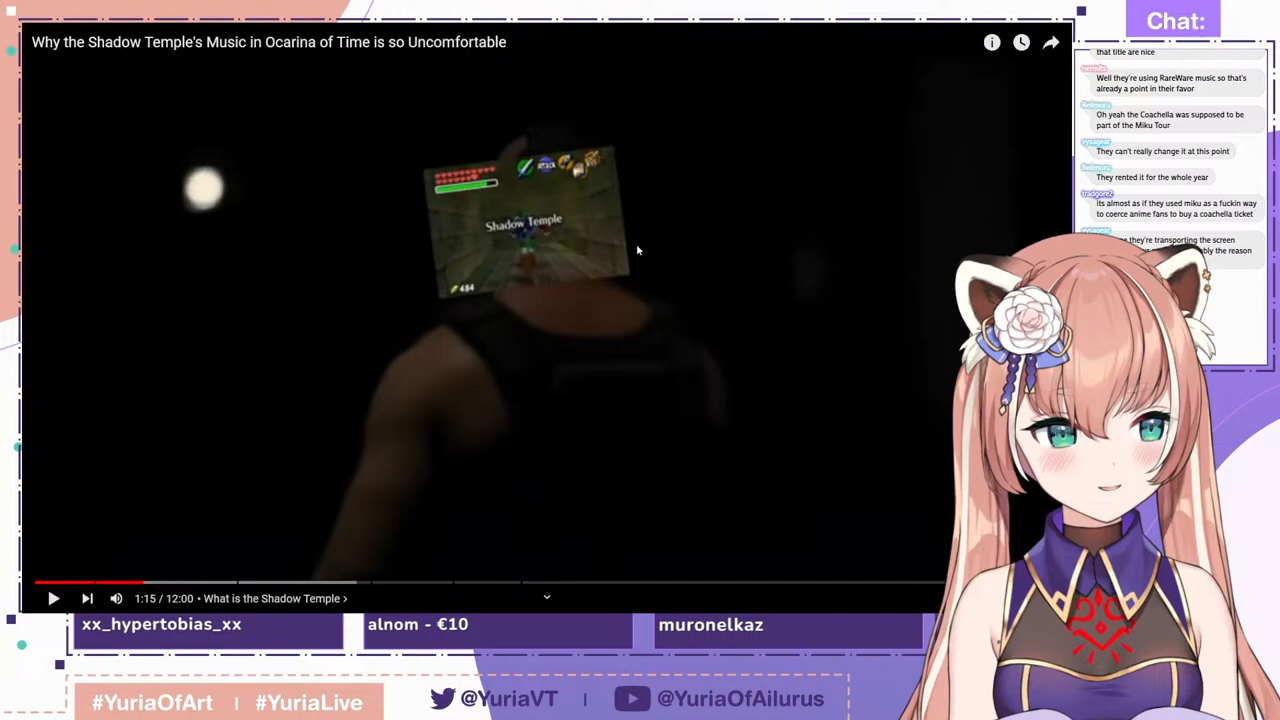 Why the Shadow Temple's Music in Ocarina of Time is so Uncomfortable
Chat:
that title are nice
Well they're using RareWare music so that's
already a point in their favor
Oh yeah the Coachella was supposed to be
part of the Miku Tour
They can't really change it at this point
They rented it for the whole year
tradgore2
its almost as if they used miku as a fuckin way
to coerce anime fans to buy a coachella ticket
they're transporting the screen
the reason
ATTACK
Shadow Temple
484
1:15 / 12:00 • What is the Shadow Temple ›
xx_hypertobias_xx
alnom - €10
muronelkaz
#YuriaOfArt | #YuriaLive
@YuriaVT | @YuriaOfAilurus